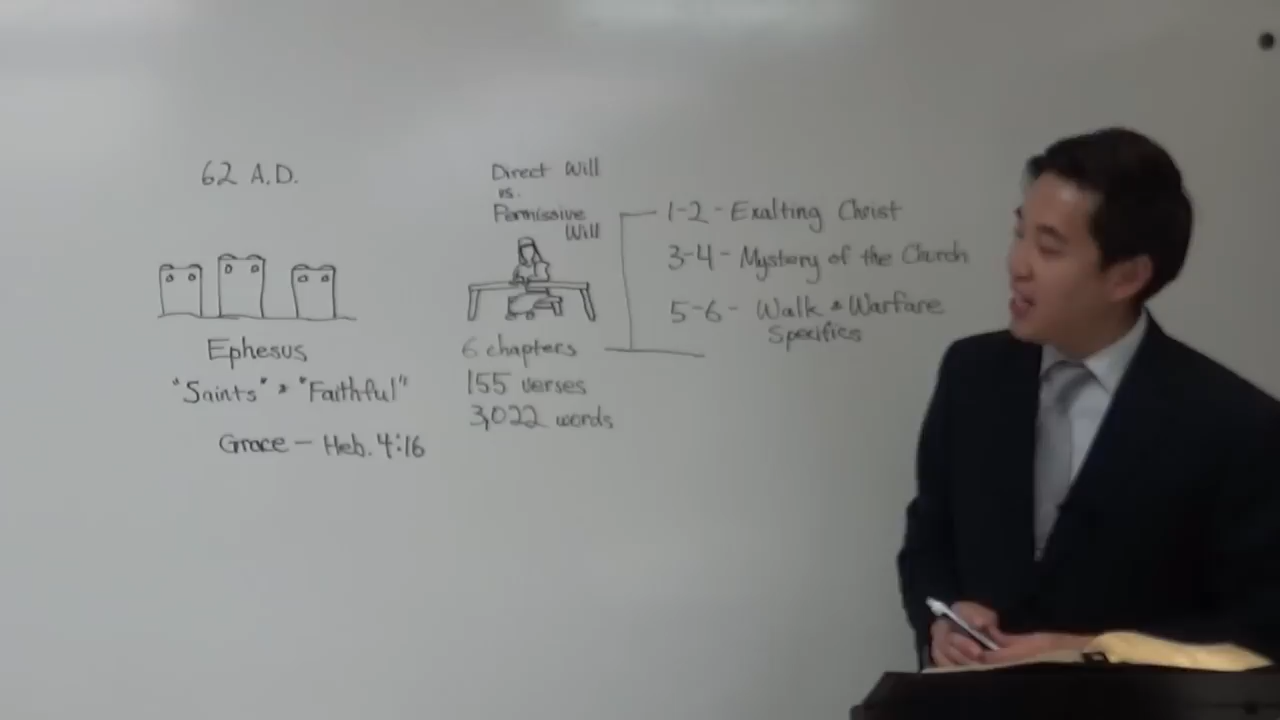 62 A.D.
Ephesus
"Saints" & "Faithful"
Grace — Heb. 4:16
Direct Will
vs.
Permissive
Will
6 chapters
155 verses
3,022 words
1-2 - Exalting Christ
3-4 - Mystery of the Church
5-6 - Walk & Warfare
Specifics